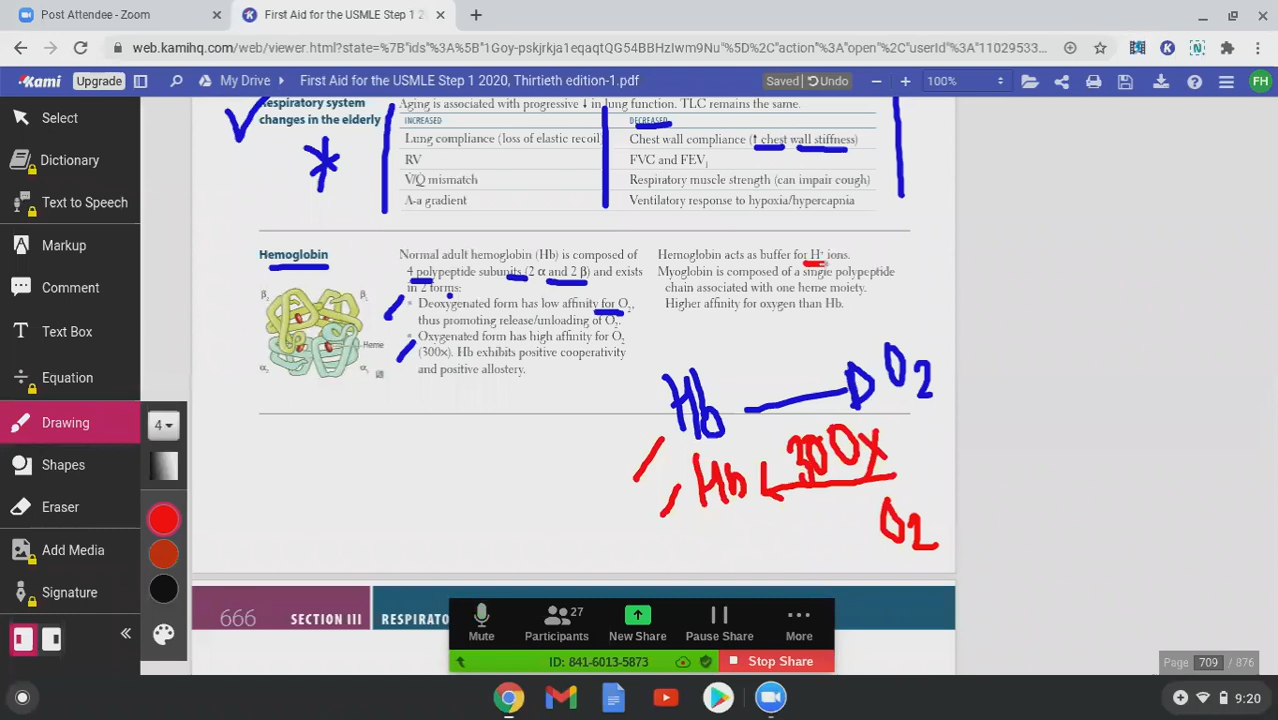 Post Attendee - Zoom
First Aid for the USMLE Step 1 2
web.kamihq.com/web/viewer.html?state=%7B"ids"%3A%5B"1Goy-pskjrkja1eqaqtQG54BBHzIwm9Nu"%5D%2C"action"%3A"open"%2C"userId"%3A"11029533...
Kami Upgrade My Drive First Aid for the USMLE Step 1 2020, Thirtieth edition-1.pdf Saved Undo 100% FH
Select
Dictionary
Text to Speech
Markup
Comment
Text Box
Equation
Drawing
4
Shapes
Eraser
Add Media
Signature
Respiratory system
changes in the elderly
Aging is associated with progressive ↓ in lung function. TLC remains the same.
INCREASED DECREASED
Lung compliance (loss of elastic recoil) Chest wall compliance (↑ chest wall stiffness)
RV FVC and FEV₁
V/Q mismatch Respiratory muscle strength (can impair cough)
A-a gradient Ventilatory response to hypoxia/hypercapnia
Hemoglobin
Normal adult hemoglobin (Hb) is composed of
4 polypeptide subunits (2 α and 2 β) and exists
in 2 forms:
• Deoxygenated form has low affinity for O₂,
thus promoting release/unloading of O₂.
• Oxygenated form has high affinity for O₂
(300×). Hb exhibits positive cooperativity
and positive allostery.
Hemoglobin acts as buffer for H⁺ ions.
Myoglobin is composed of a single polypeptide
chain associated with one heme moiety.
Higher affinity for oxygen than Hb.
β₂ β₁
Heme
α₂ α₁
Hb O2
300x
Hb O2
666 SECTION III RESPIRATO
Mute
27
Participants
New Share
Pause Share
More
ID: 841-6013-5873 Stop Share
Page 709 / 876
9:20